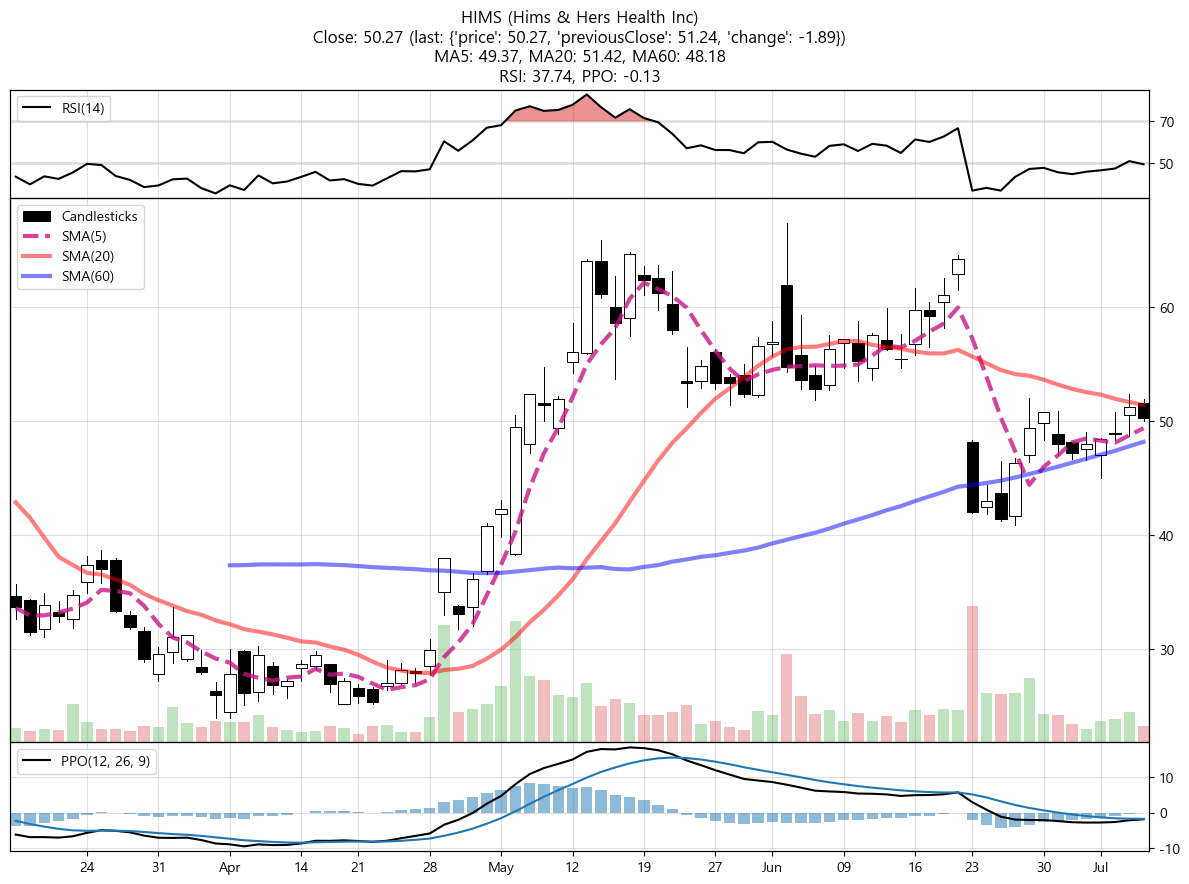 HIMS (Hims & Hers Health Inc)
Close: 50.27 (last: {'price': 50.27, 'previousClose': 51.24, 'change': -1.89})
MA5: 49.37, MA20: 51.42, MA60: 48.18
RSI: 37.74, PPO: -0.13
RSI(14)
70
50
Candlesticks
SMA(5)
SMA(20)
SMA(60)
60
50
40
30
PPO(12, 26, 9)
10
0
-10
24 31 Apr 14 21 28 May 12 19 27 Jun 09 16 23 30 Jul